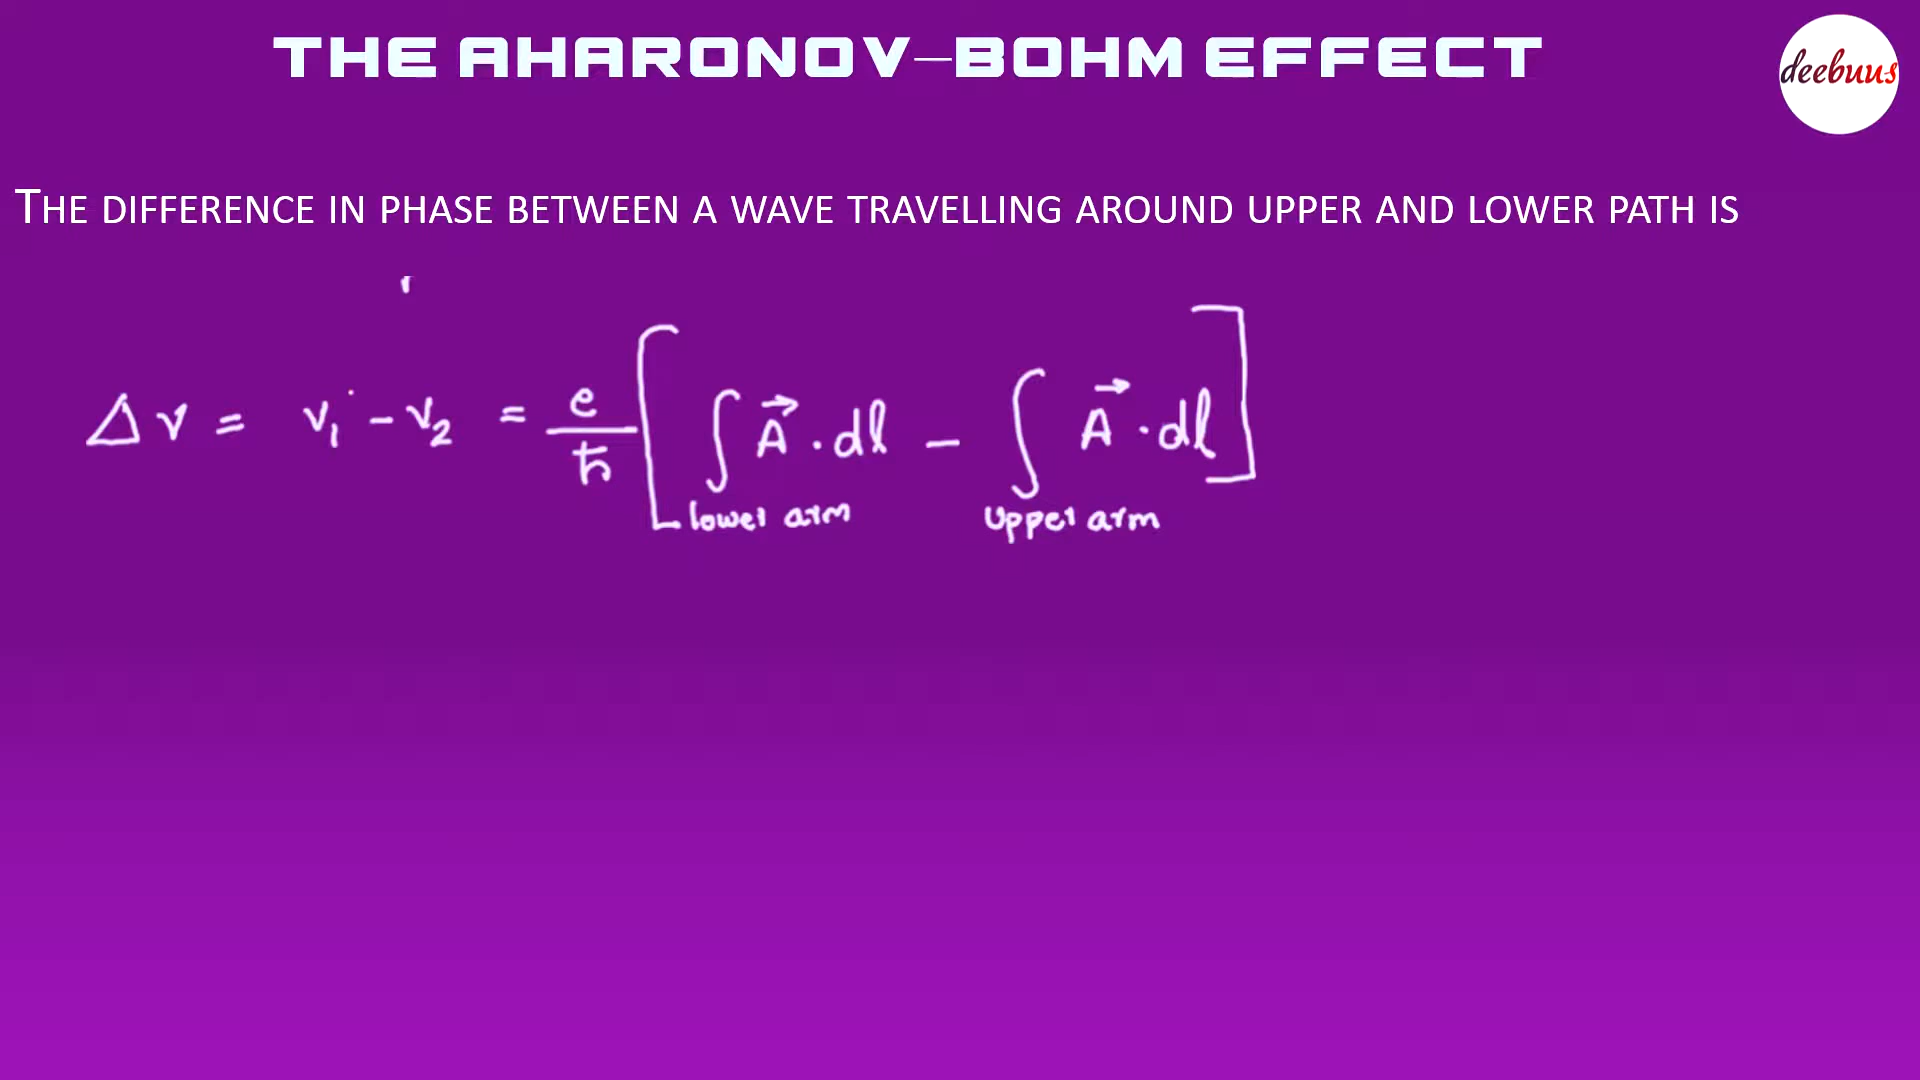 THE AHARONOV–BOHM EFFECT
deebuus
THE DIFFERENCE IN PHASE BETWEEN A WAVE TRAVELLING AROUND UPPER AND LOWER PATH IS
Δν = ν₁ - ν₂ = e/ħ [ ∫ A⃗ · dl - ∫ A⃗ · dl ]
lower arm upper arm